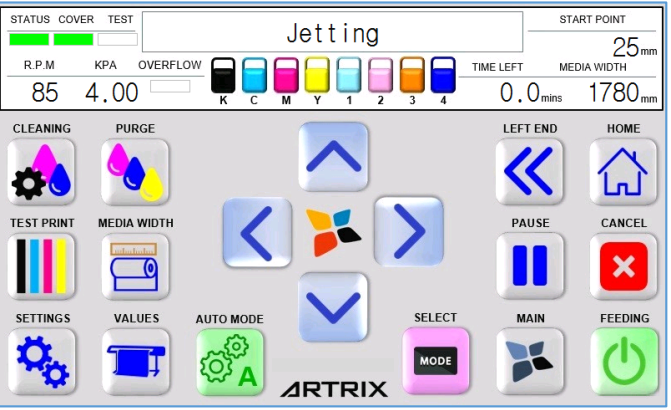 STATUS COVER TEST
Jetting
START POINT
25mm
R.P.M KPA OVERFLOW
85 4.00
K C M Y 1 2 3 4
TIME LEFT MEDIA WIDTH
0.0mins 1780mm
CLEANING PURGE LEFT END HOME
TEST PRINT MEDIA WIDTH PAUSE CANCEL
SETTINGS VALUES AUTO MODE SELECT MAIN FEEDING
A
MODE
ARTRIX